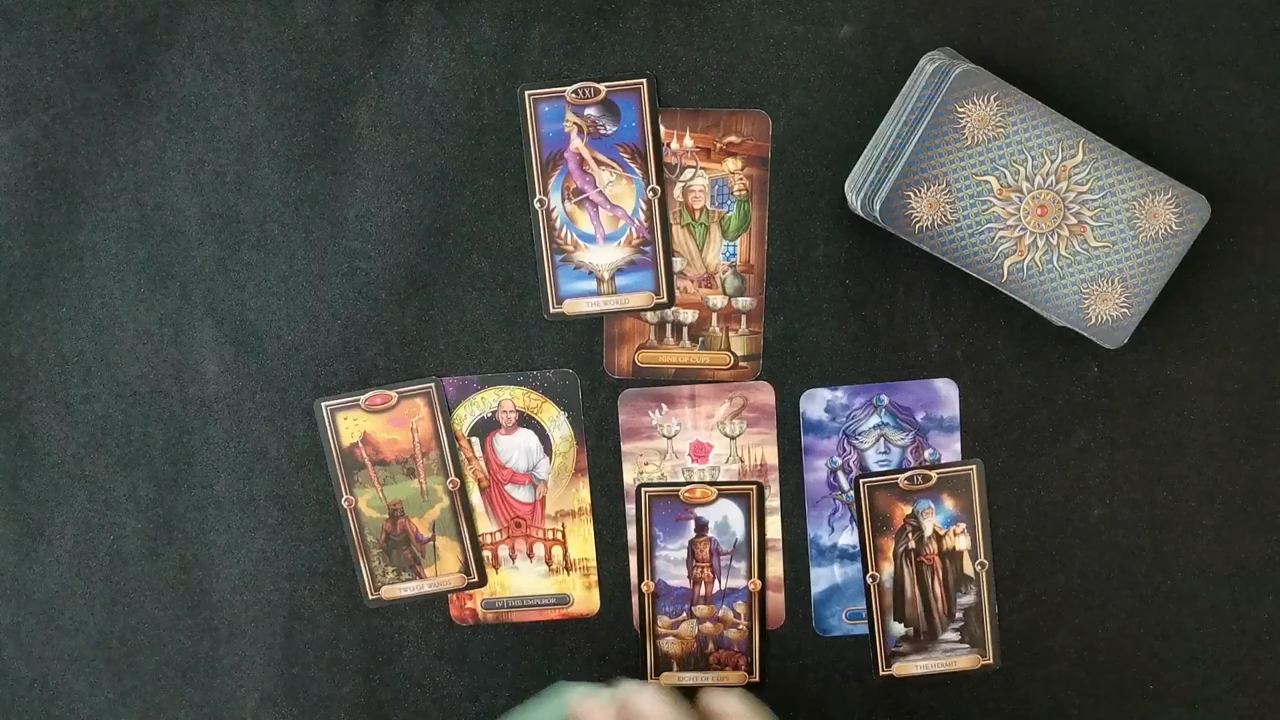 XXI
THE WORLD
NINE OF CUPS
TWO OF WANDS
IV | THE EMPEROR
EIGHT OF CUPS
IX
THE HERMIT